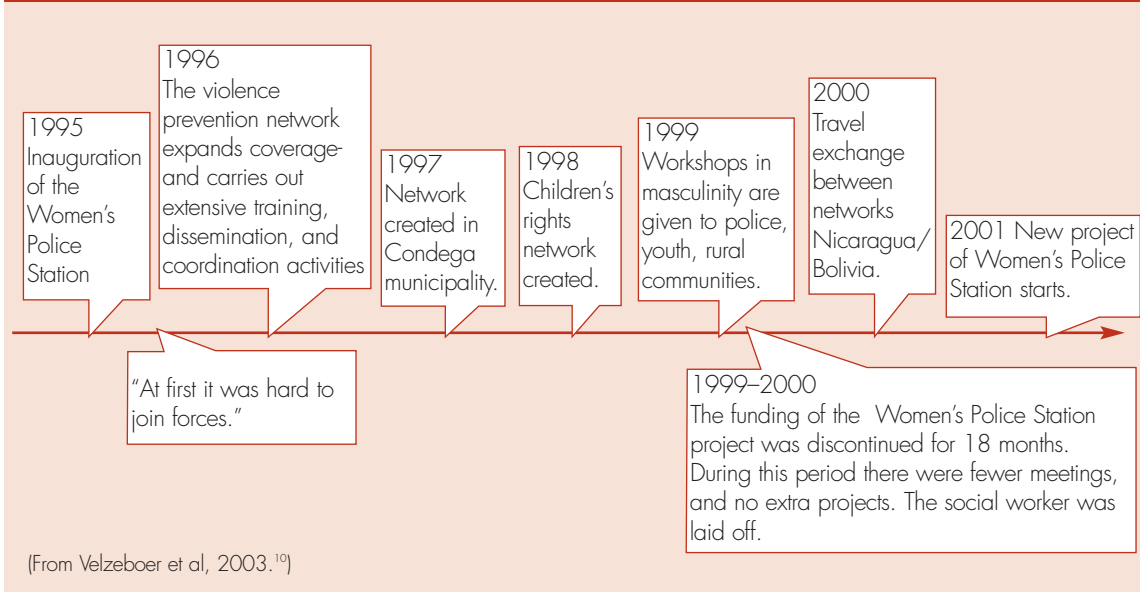 1995
Inauguration
of the
Women’s
Police
Station
1996
The violence
prevention network
expands coverage-
and carries out
extensive training,
dissemination, and
coordination activities
1997
Network
created in
Condega
municipality.
1998
Children’s
rights
network
created.
1999
Workshops in
masculinity are
given to police,
youth, rural
communities.
2000
Travel
exchange
between
networks
Nicaragua/
Bolivia.
2001 New project
of Women’s Police
Station starts.
“At first it was hard to
join forces.”
1999–2000
The funding of the Women’s Police Station
project was discontinued for 18 months.
During this period there were fewer meetings,
and no extra projects. The social worker was
laid off.
(From Velzeboer et al, 2003.¹⁰)